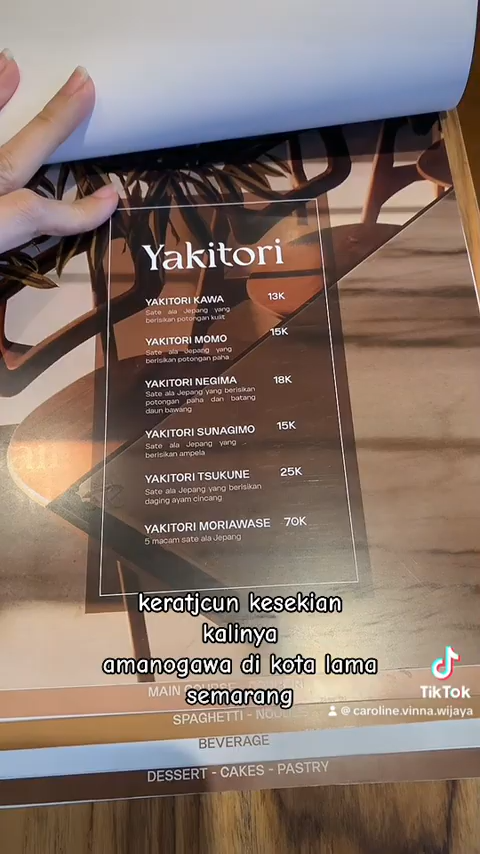 Yakitori
YAKITORI KAWA 13K
Sate ala Jepang yang
berisikan potongan kulit
YAKITORI MOMO 15K
Sate ala Jepang yang
berisikan potongan paha
YAKITORI NEGIMA 18K
Sate ala Jepang yang berisikan
potongan paha dan batang
daun bawang
YAKITORI SUNAGIMO 15K
Sate ala Jepang yang
berisikan ampela
YAKITORI TSUKUNE 25K
Sate ala Jepang yang berisikan
daging ayam cincang
YAKITORI MORIAWASE 70K
5 macam sate ala Jepang
keratjcun kesekian
kalinya
amanogawa di kota lama
semarang
TikTok
@caroline.vinna.wijaya
MAIN COURSE
SPAGHETTI -
BEVERAGE
DESSERT - CAKES - PASTRY